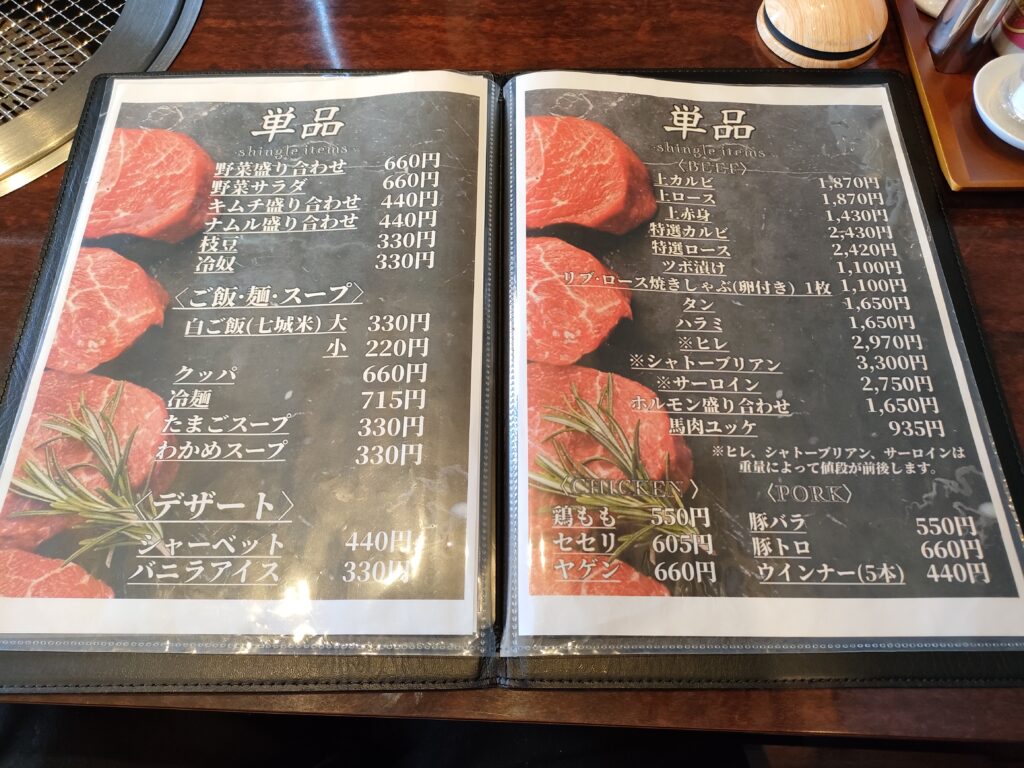 単品
-shingle items-
野菜盛り合わせ 660円
野菜サラダ 660円
キムチ盛り合わせ 440円
ナムル盛り合わせ 440円
枝豆 330円
冷奴 330円
〈ご飯・麺・スープ〉
白ご飯(七城米) 大 330円
小 220円
クッパ 660円
冷麺 715円
たまごスープ 330円
わかめスープ 330円
〈デザート〉
シャーベット 440円
バニラアイス 330円
単品
-shingle items-
〈BEEF〉
上カルビ 1,870円
上ロース 1,870円
上赤身 1,430円
特選カルビ 2,430円
特選ロース 2,420円
ツボ漬け 1,100円
リブ・ロース焼きしゃぶ(卵付き) 1枚 1,100円
タン 1,650円
ハラミ 1,650円
※ヒレ 2,970円
※シャトーブリアン 3,300円
※サーロイン 2,750円
ホルモン盛り合わせ 1,650円
馬肉ユッケ 935円
※ヒレ、シャトーブリアン、サーロインは
重量によって値段が前後します。
〈CHICKEN〉
鶏もも 550円
セセリ 605円
ヤゲン 660円
〈PORK〉
豚バラ 550円
豚トロ 660円
ウインナー(5本) 440円